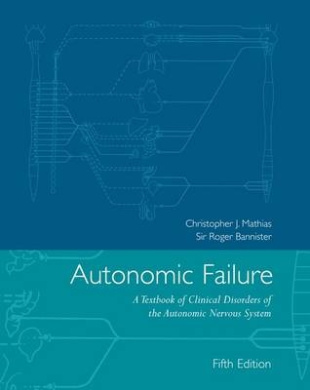 Christopher J. Mathias
Sir Roger Bannister
Autonomic Failure
A Textbook of Clinical Disorders of
the Autonomic Nervous System
Fifth Edition